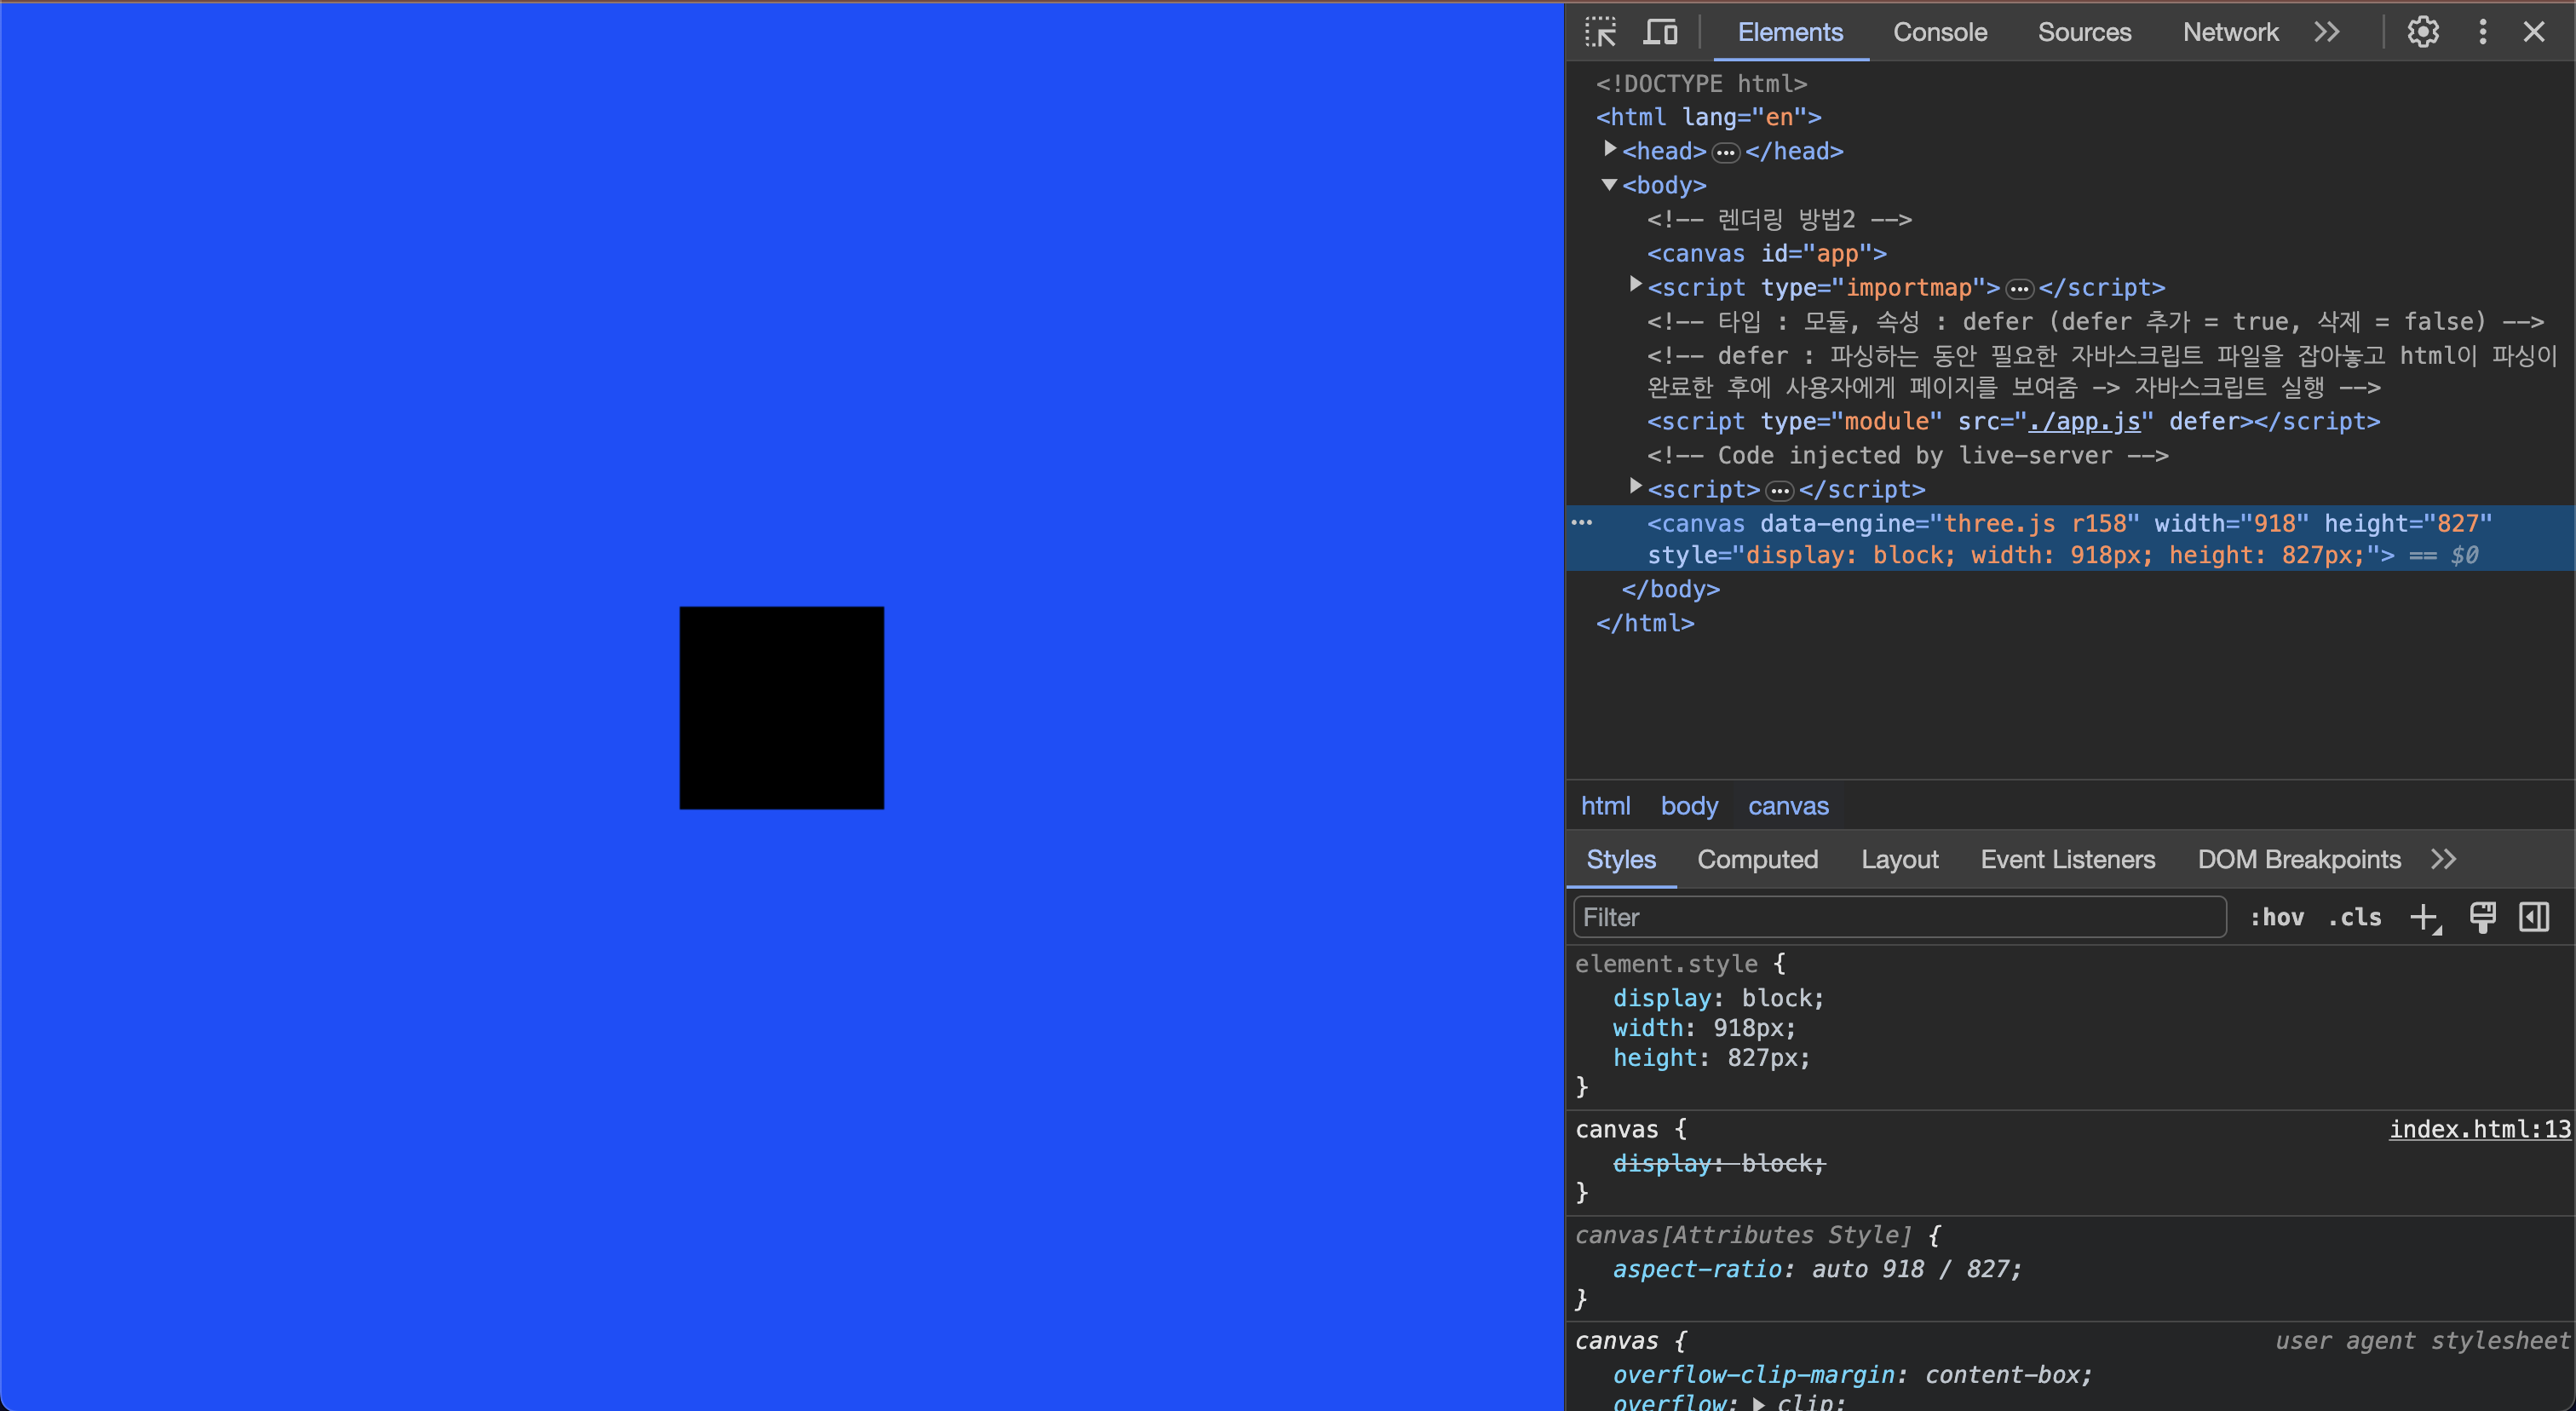 Elements Console Sources Network
<!DOCTYPE html>
<html lang="en">
<head> ••• </head>
<body>
<!-- 렌더링 방법2 -->
<canvas id="app">
<script type="importmap"> ••• </script>
<!-- 타입 : 모듈, 속성 : defer (defer 추가 = true, 삭제 = false) -->
<!-- defer : 파싱하는 동안 필요한 자바스크립트 파일을 잡아놓고 html이 파싱이
완료한 후에 사용자에게 페이지를 보여줌 -> 자바스크립트 실행 -->
<script type="module" src="./app.js" defer></script>
<!-- Code injected by live-server -->
<script> ••• </script>
••• <canvas data-engine="three.js r158" width="918" height="827"
style="display: block; width: 918px; height: 827px;"> == $0
</body>
</html>
html body canvas
Styles Computed Layout Event Listeners DOM Breakpoints
Filter :hov .cls
element.style {
display: block;
width: 918px;
height: 827px;
}
canvas { index.html:13
display: block;
}
canvas[Attributes Style] {
aspect-ratio: auto 918 / 827;
}
canvas { user agent stylesheet
overflow-clip-margin: content-box;
overflow: clip;